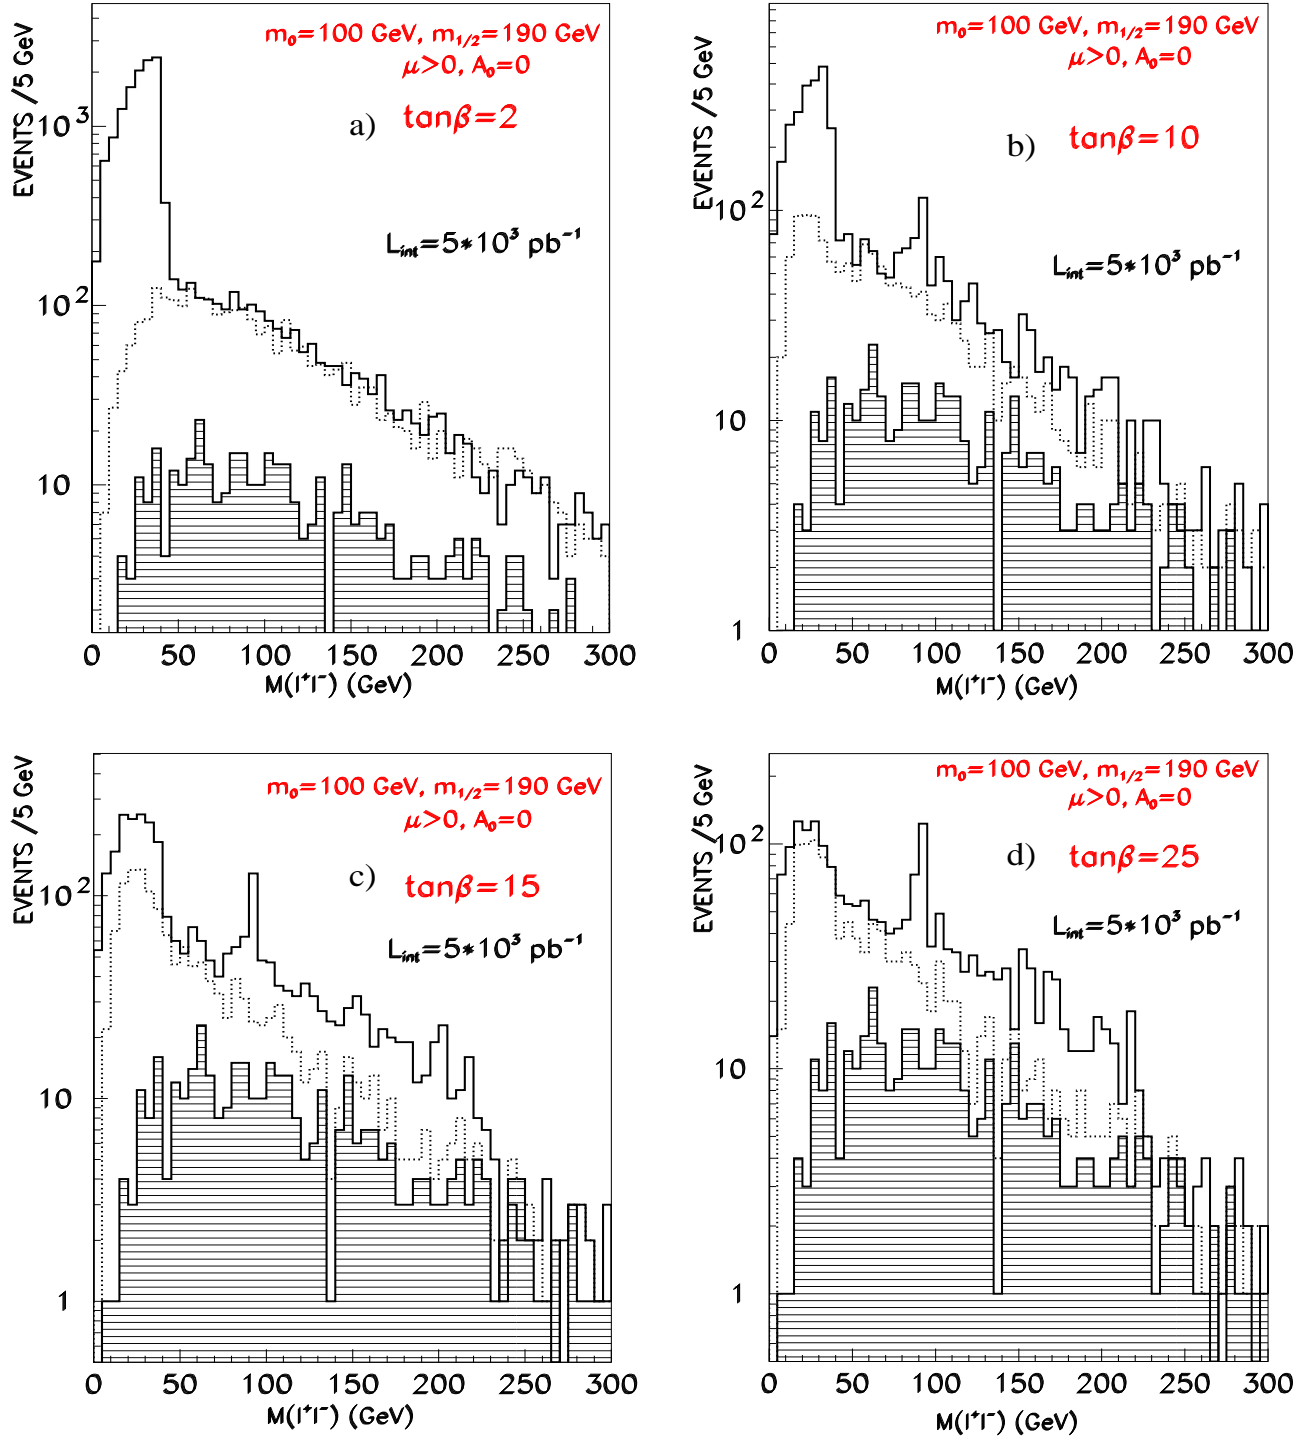 EVENTS /5 GeV
m₀=100 GeV, m₁/₂=190 GeV
μ>0, A₀=0
a) tanβ=2
L_int=5*10³ pb⁻¹
10³
10²
10
0 50 100 150 200 250 300
M(l⁺l⁻) (GeV)
EVENTS /5 GeV
m₀=100 GeV, m₁/₂=190 GeV
μ>0, A₀=0
b) tanβ=10
L_int=5*10³ pb⁻¹
10²
10
1
0 50 100 150 200 250 300
M(l⁺l⁻) (GeV)
EVENTS /5 GeV
m₀=100 GeV, m₁/₂=190 GeV
μ>0, A₀=0
c) tanβ=15
L_int=5*10³ pb⁻¹
10²
10
1
0 50 100 150 200 250 300
M(l⁺l⁻) (GeV)
EVENTS /5 GeV
m₀=100 GeV, m₁/₂=190 GeV
μ>0, A₀=0
d) tanβ=25
L_int=5*10³ pb⁻¹
10²
10
1
0 50 100 150 200 250 300
M(l⁺l⁻) (GeV)